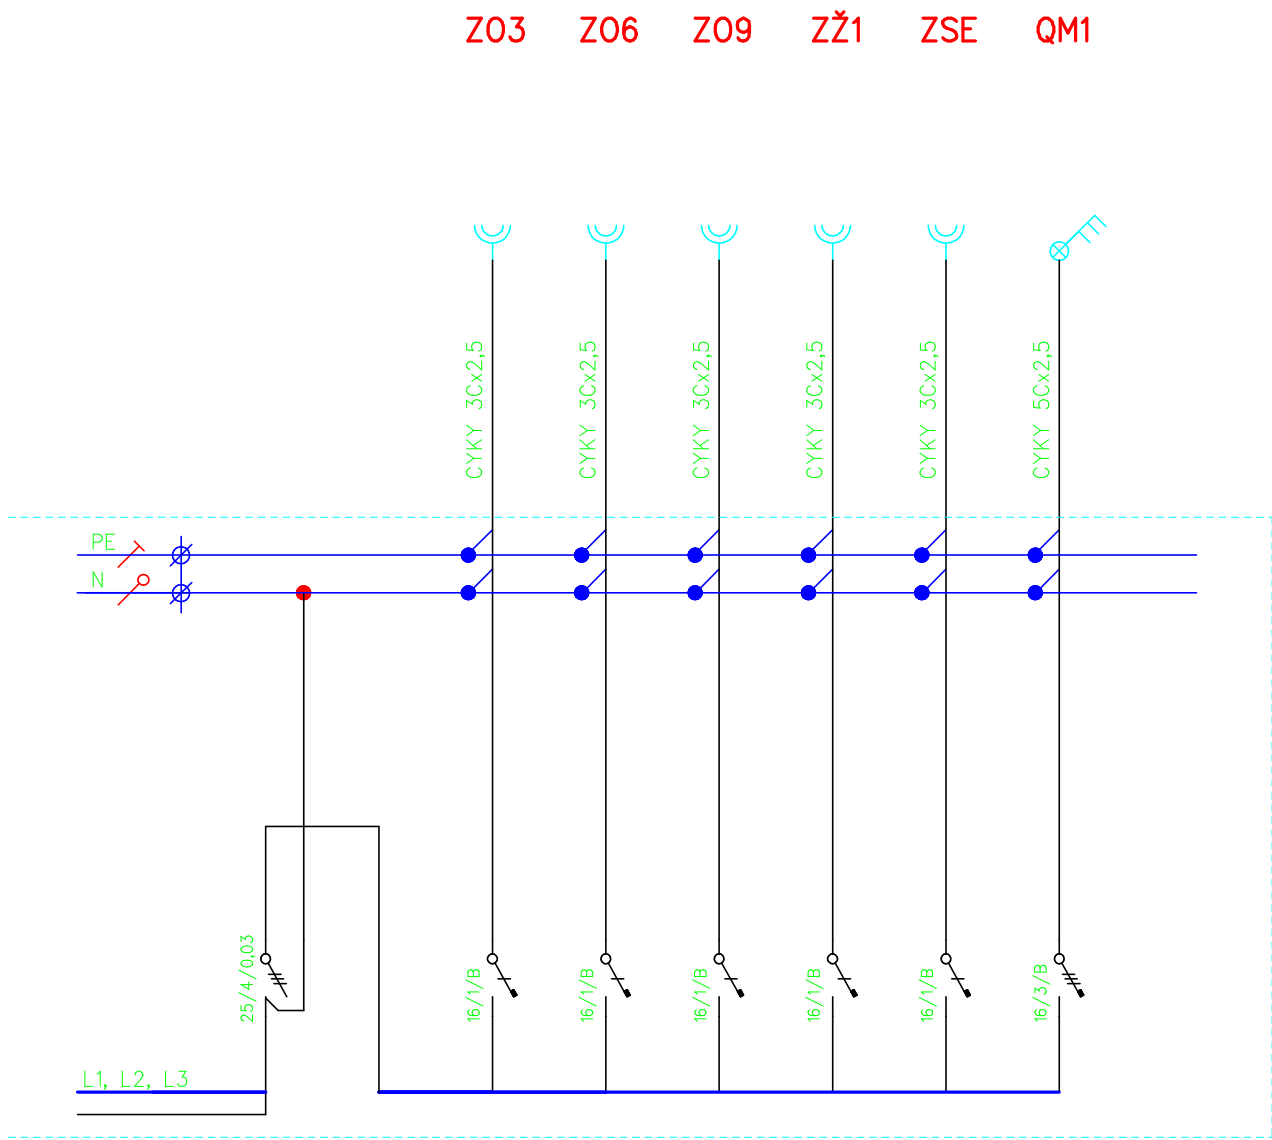 ZO3 ZO6 ZO9 ZŽ1 ZSE QM1
CYKY 3Cx2,5
CYKY 3Cx2,5
CYKY 3Cx2,5
CYKY 3Cx2,5
CYKY 3Cx2,5
CYKY 5Cx2,5
PE
N
25/4/0,03
16/1/B
16/1/B
16/1/B
16/1/B
16/1/B
16/3/B
L1, L2, L3